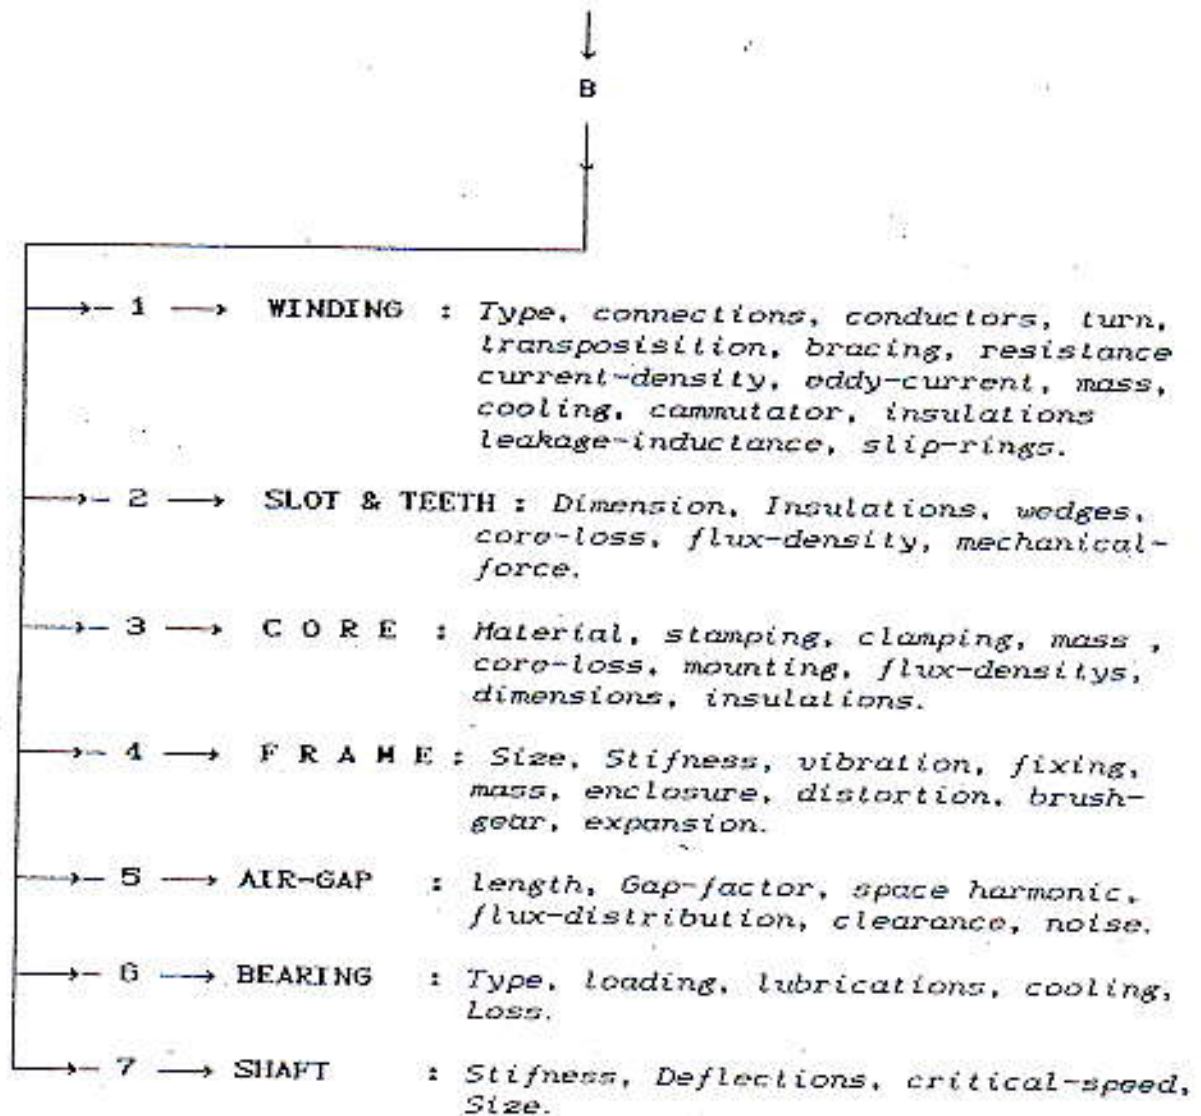 B
1 WINDING : Type, connections, conductors, turn,
transposisition, bracing, resistance
current-density, eddy-current, mass,
cooling, cammutator, insulations
leakage-inductance, slip-rings.
2 SLOT & TEETH : Dimension, Insulations, wedges,
core-loss, flux-density, mechanical-
force.
3 C O R E : Material, stamping, clamping, mass ,
core-loss, mounting, flux-densitys,
dimensions, insulations.
4 F R A M E : Size, Stifness, vibration, fixing,
mass, enclosure, distortion, brush-
gear, expansion.
5 AIR-GAP : length, Gap-factor, space harmonic,
flux-distribution, clearance, noise.
6 BEARING : Type, loading, lubrications, cooling,
Loss.
7 SHAFT : Stifness, Deflections, critical-speed,
Size.